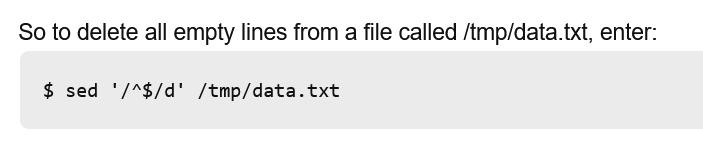 So to delete all empty lines from a file called /tmp/data.txt, enter:
$ sed '/^$/d' /tmp/data.txt